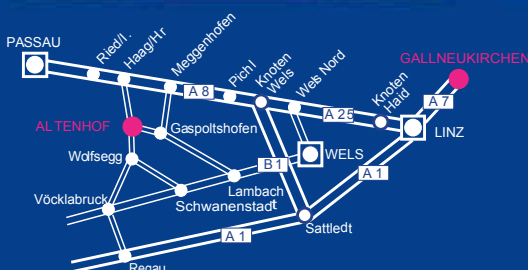 PASSAU
Ried/I.
Haag/Hr
Meggenhofen
Pichl
Knoten
Wels
Wels Nord
GALLNEUKIRCHEN
A 8
A 25
Knoten
Haid
A 7
LINZ
ALTENHOF
Gaspoltshofen
Wolfsegg
B 1
WELS
A 1
Vöcklabruck
Lambach
Schwanenstadt
A 1
Sattledt
Regau